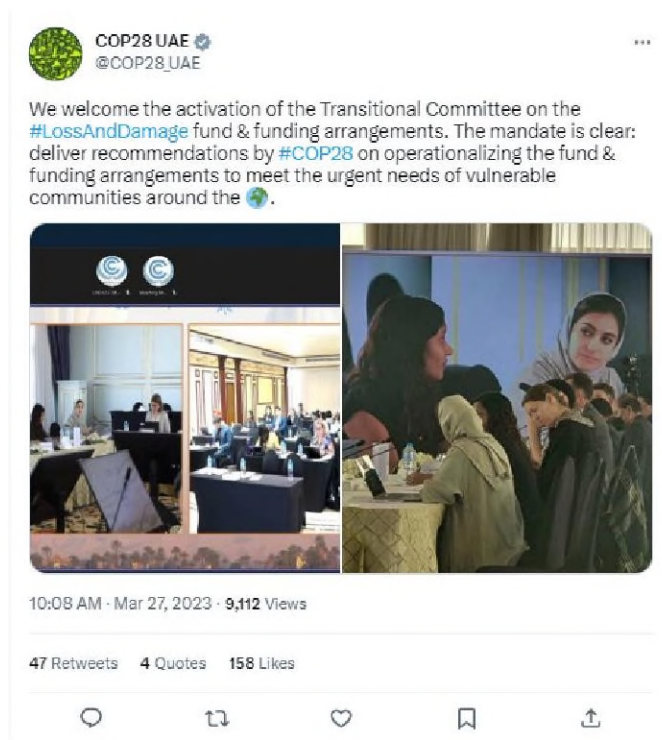 COP28 UAE
@COP28_UAE
We welcome the activation of the Transitional Committee on the
#LossAndDamage fund & funding arrangements. The mandate is clear:
deliver recommendations by #COP28 on operationalizing the fund &
funding arrangements to meet the urgent needs of vulnerable
communities around the 🌍.
10:08 AM · Mar 27, 2023 · 9,112 Views
47 Retweets 4 Quotes 158 Likes